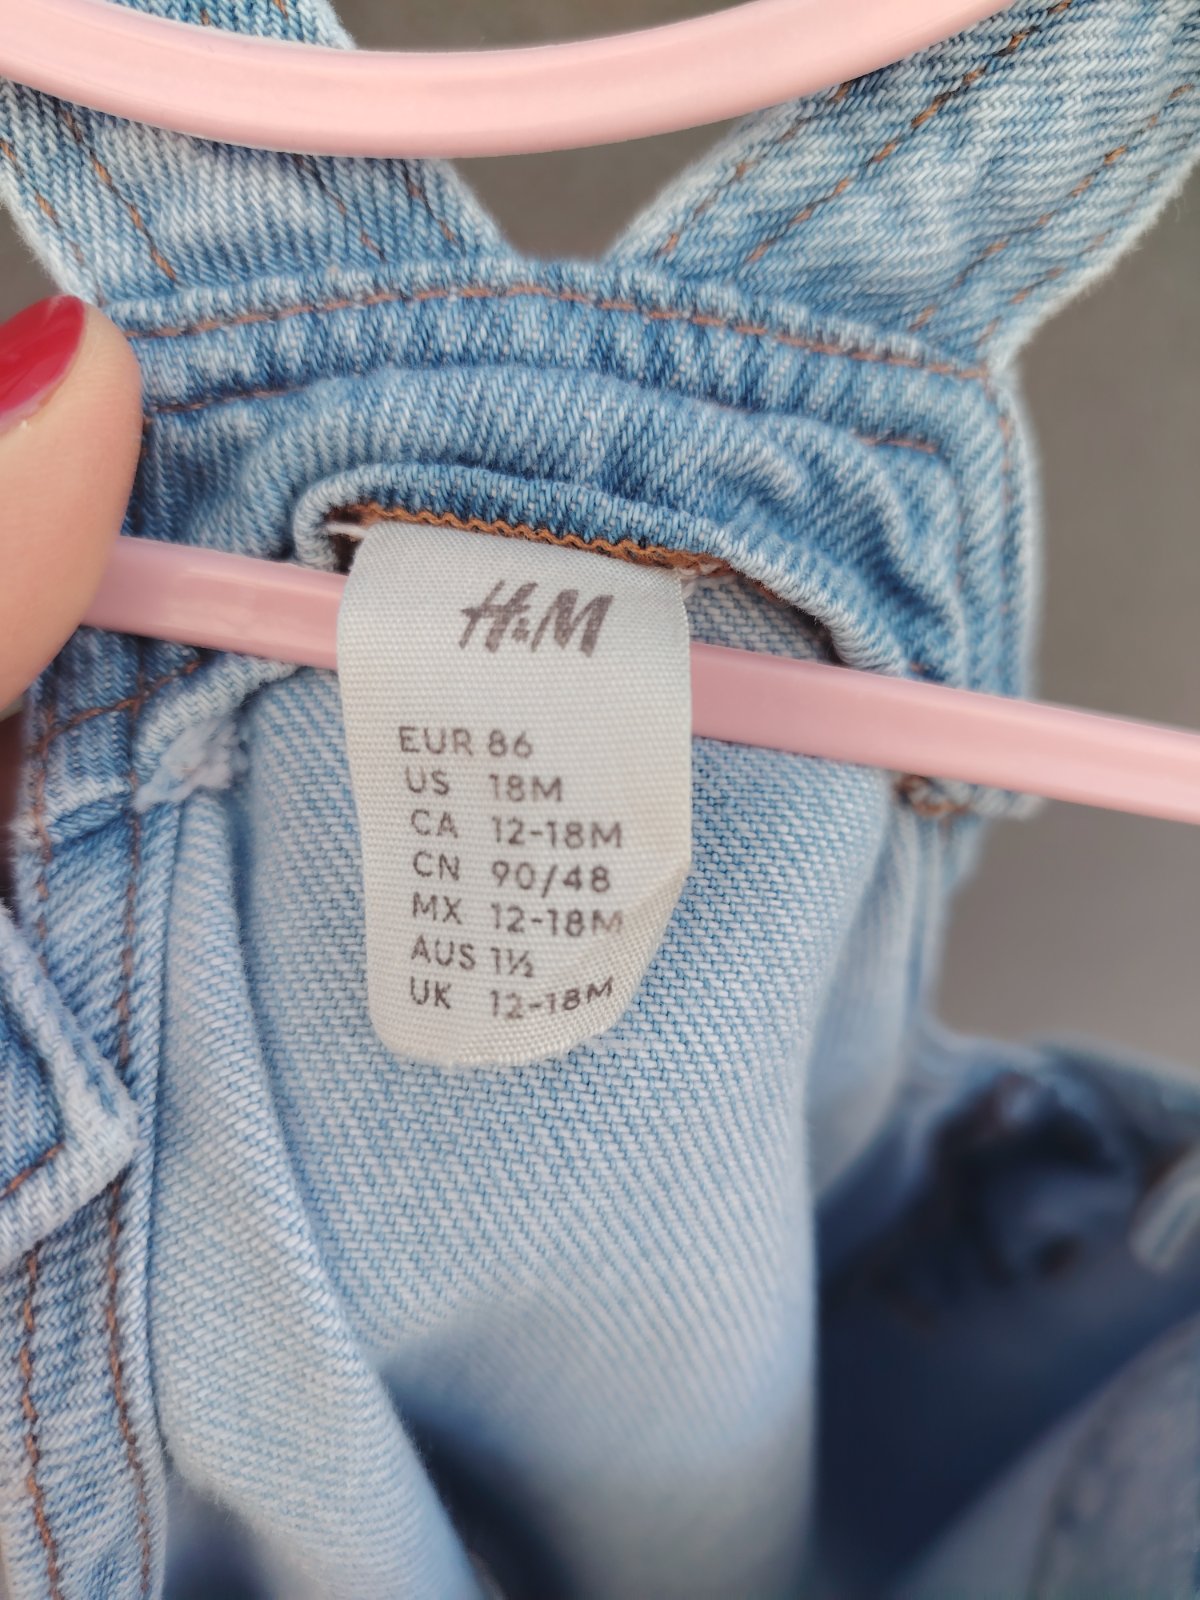 H&M
EUR 86
US 18M
CA 12-18M
CN 90/48
MX 12-18M
AUS 1½
UK 12-18M